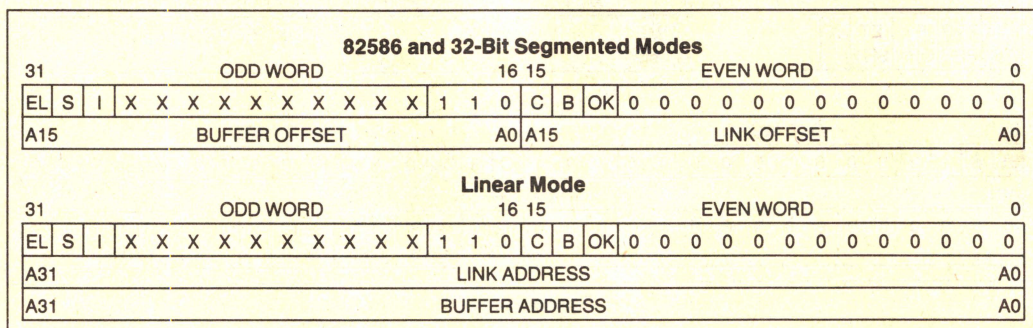 82586 and 32-Bit Segmented Modes
31 ODD WORD 16 15 EVEN WORD 0
EL S I X X X X X X X X X X 1 1 0 C B OK 0 0 0 0 0 0 0 0 0 0 0 0 0
A15 BUFFER OFFSET A0 A15 LINK OFFSET A0
Linear Mode
31 ODD WORD 16 15 EVEN WORD 0
EL S I X X X X X X X X X X 1 1 0 C B OK 0 0 0 0 0 0 0 0 0 0 0 0 0
A31 LINK ADDRESS A0
A31 BUFFER ADDRESS A0